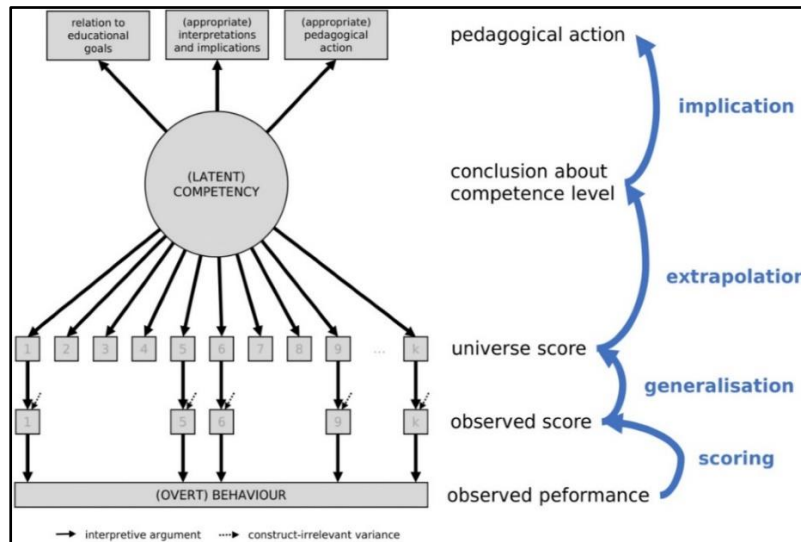 relation to
educational
goals
(appropriate)
interpretations
and implications
(appropriate)
pedagogical
action
pedagogical action
implication
(LATENT)
COMPETENCY
conclusion about
competence level
extrapolation
1 2 3 4 5 6 7 8 9 ... k
universe score
generalisation
1 5 6 9 k
observed score
scoring
(OVERT) BEHAVIOUR
observed peformance
interpretive argument
construct-irrelevant variance